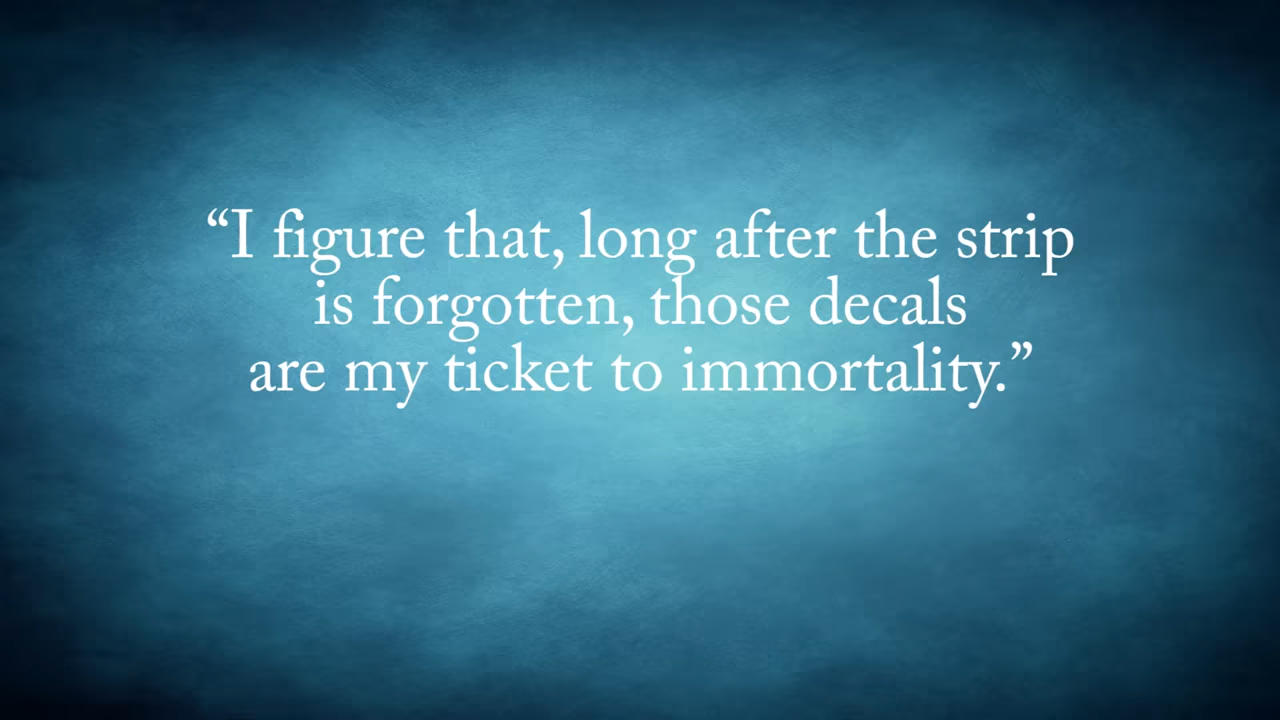 “I figure that, long after the strip
is forgotten, those decals
are my ticket to immortality.”